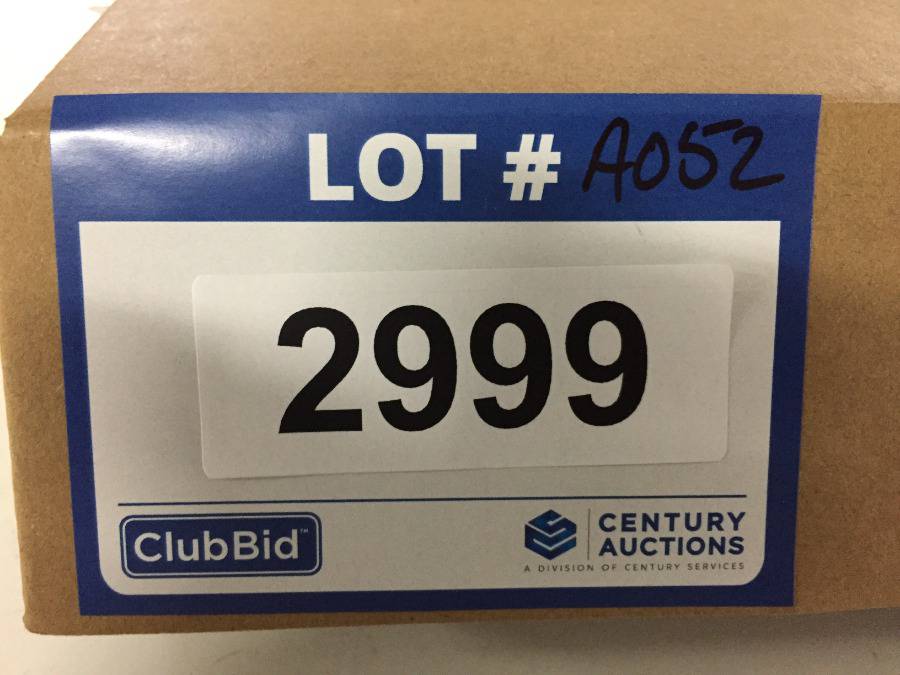 LOT # A052
2999
ClubBid™
CENTURY
AUCTIONS
A DIVISION OF CENTURY SERVICES